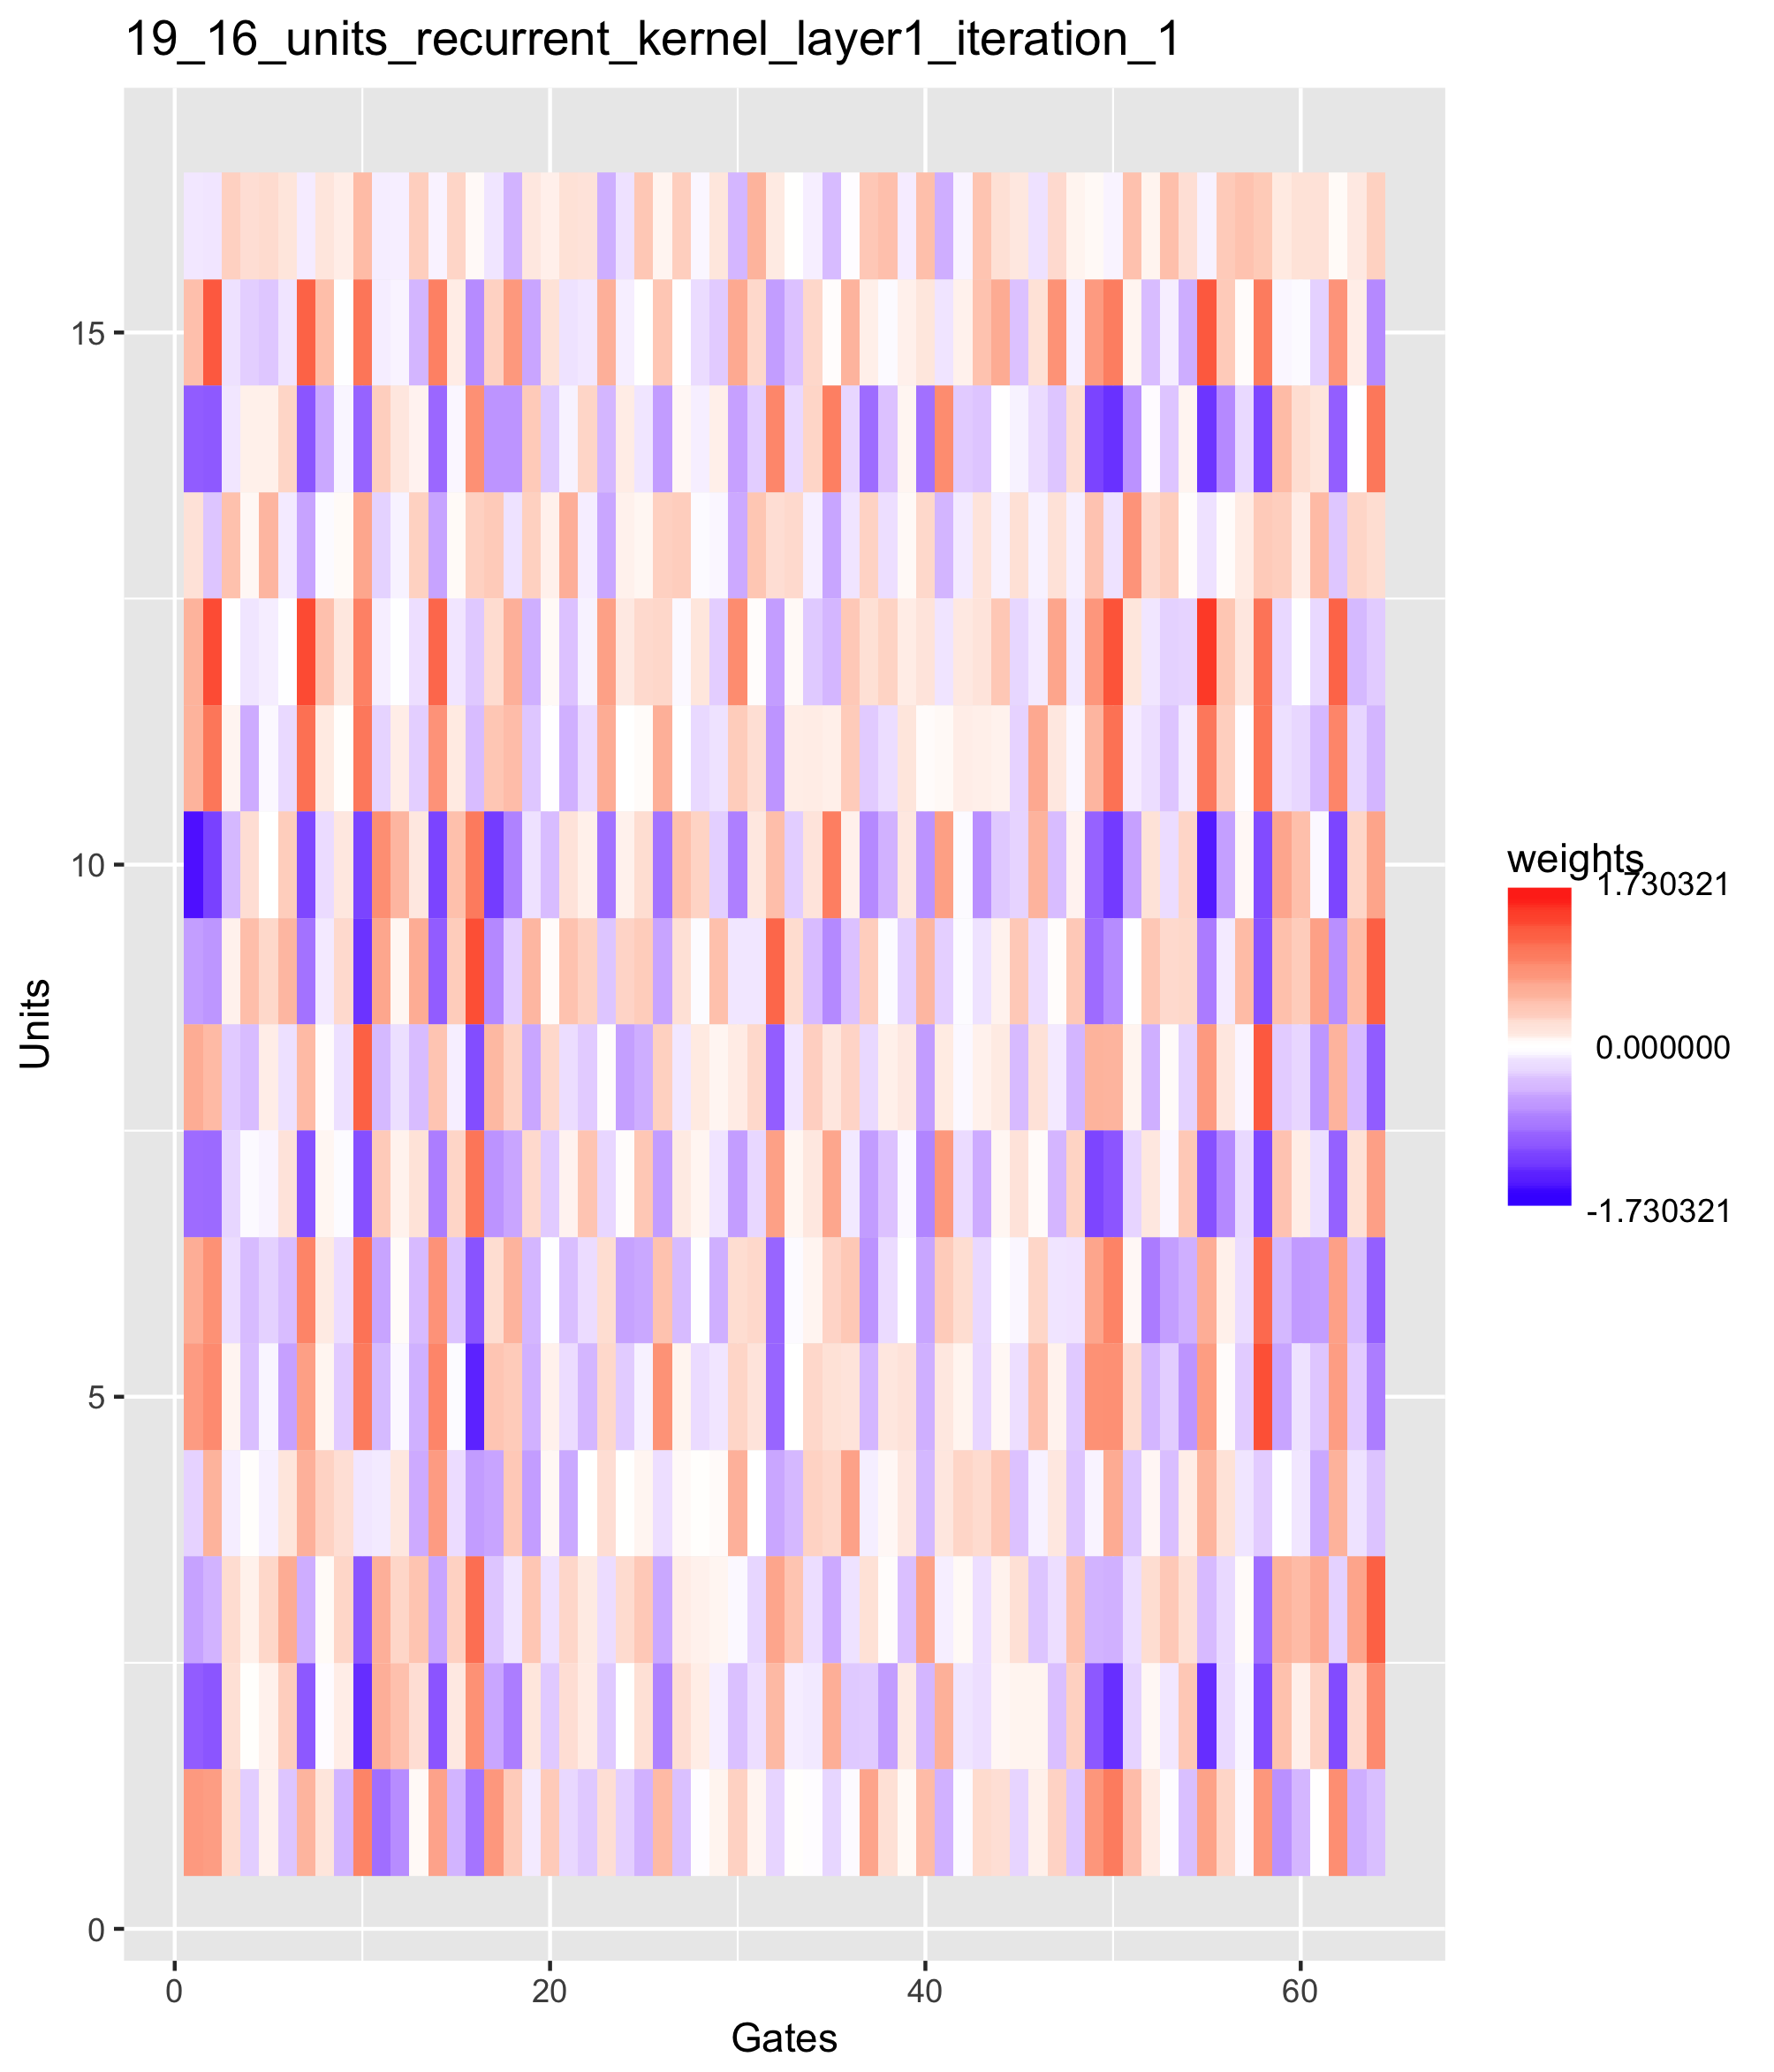 19_16_units_recurrent_kernel_layer1_iteration_1
15
10
5
0
Units
0
20
40
60
Gates
weights
1.730321
0.000000
-1.730321